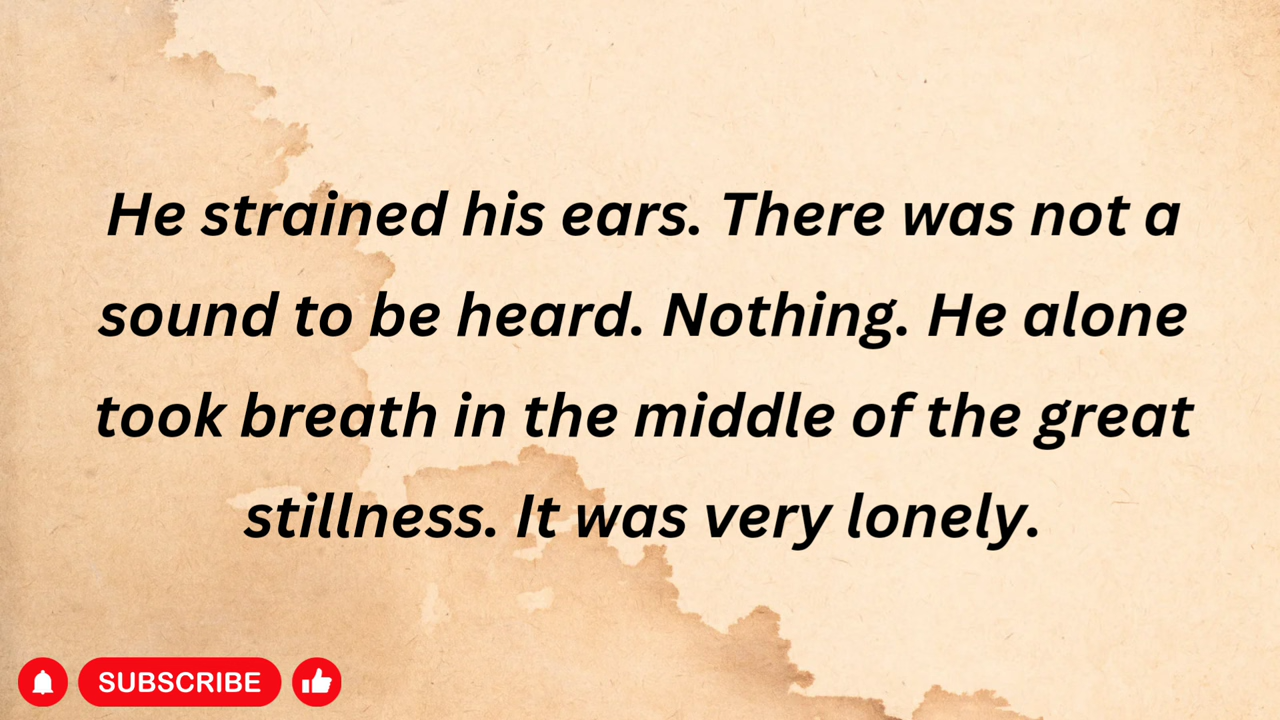 He strained his ears. There was not a
sound to be heard. Nothing. He alone
took breath in the middle of the great
stillness. It was very lonely.
SUBSCRIBE